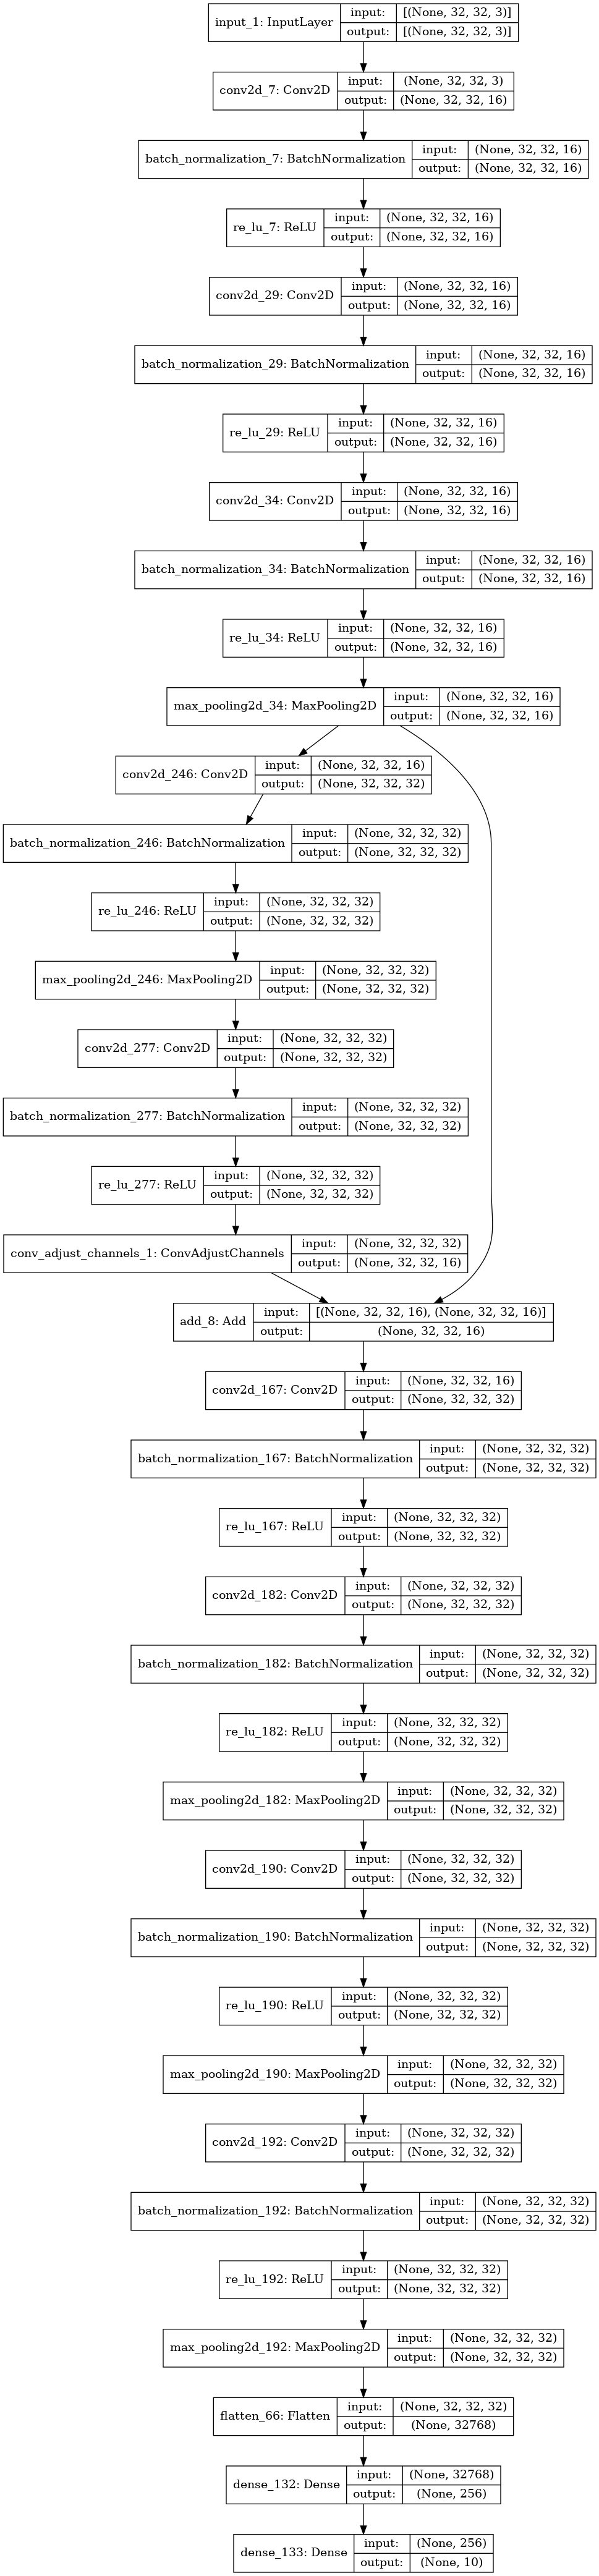 input_1: InputLayer
input: [(None, 32, 32, 3)]
output: [(None, 32, 32, 3)]
conv2d_7: Conv2D
input: (None, 32, 32, 3)
output: (None, 32, 32, 16)
batch_normalization_7: BatchNormalization
input: (None, 32, 32, 16)
output: (None, 32, 32, 16)
re_lu_7: ReLU
input: (None, 32, 32, 16)
output: (None, 32, 32, 16)
conv2d_29: Conv2D
input: (None, 32, 32, 16)
output: (None, 32, 32, 16)
batch_normalization_29: BatchNormalization
input: (None, 32, 32, 16)
output: (None, 32, 32, 16)
re_lu_29: ReLU
input: (None, 32, 32, 16)
output: (None, 32, 32, 16)
conv2d_34: Conv2D
input: (None, 32, 32, 16)
output: (None, 32, 32, 16)
batch_normalization_34: BatchNormalization
input: (None, 32, 32, 16)
output: (None, 32, 32, 16)
re_lu_34: ReLU
input: (None, 32, 32, 16)
output: (None, 32, 32, 16)
max_pooling2d_34: MaxPooling2D
input: (None, 32, 32, 16)
output: (None, 32, 32, 16)
conv2d_246: Conv2D
input: (None, 32, 32, 16)
output: (None, 32, 32, 32)
batch_normalization_246: BatchNormalization
input: (None, 32, 32, 32)
output: (None, 32, 32, 32)
re_lu_246: ReLU
input: (None, 32, 32, 32)
output: (None, 32, 32, 32)
max_pooling2d_246: MaxPooling2D
input: (None, 32, 32, 32)
output: (None, 32, 32, 32)
conv2d_277: Conv2D
input: (None, 32, 32, 32)
output: (None, 32, 32, 32)
batch_normalization_277: BatchNormalization
input: (None, 32, 32, 32)
output: (None, 32, 32, 32)
re_lu_277: ReLU
input: (None, 32, 32, 32)
output: (None, 32, 32, 32)
conv_adjust_channels_1: ConvAdjustChannels
input: (None, 32, 32, 32)
output: (None, 32, 32, 16)
add_8: Add
input: [(None, 32, 32, 16), (None, 32, 32, 16)]
output: (None, 32, 32, 16)
conv2d_167: Conv2D
input: (None, 32, 32, 16)
output: (None, 32, 32, 32)
batch_normalization_167: BatchNormalization
input: (None, 32, 32, 32)
output: (None, 32, 32, 32)
re_lu_167: ReLU
input: (None, 32, 32, 32)
output: (None, 32, 32, 32)
conv2d_182: Conv2D
input: (None, 32, 32, 32)
output: (None, 32, 32, 32)
batch_normalization_182: BatchNormalization
input: (None, 32, 32, 32)
output: (None, 32, 32, 32)
re_lu_182: ReLU
input: (None, 32, 32, 32)
output: (None, 32, 32, 32)
max_pooling2d_182: MaxPooling2D
input: (None, 32, 32, 32)
output: (None, 32, 32, 32)
conv2d_190: Conv2D
input: (None, 32, 32, 32)
output: (None, 32, 32, 32)
batch_normalization_190: BatchNormalization
input: (None, 32, 32, 32)
output: (None, 32, 32, 32)
re_lu_190: ReLU
input: (None, 32, 32, 32)
output: (None, 32, 32, 32)
max_pooling2d_190: MaxPooling2D
input: (None, 32, 32, 32)
output: (None, 32, 32, 32)
conv2d_192: Conv2D
input: (None, 32, 32, 32)
output: (None, 32, 32, 32)
batch_normalization_192: BatchNormalization
input: (None, 32, 32, 32)
output: (None, 32, 32, 32)
re_lu_192: ReLU
input: (None, 32, 32, 32)
output: (None, 32, 32, 32)
max_pooling2d_192: MaxPooling2D
input: (None, 32, 32, 32)
output: (None, 32, 32, 32)
flatten_66: Flatten
input: (None, 32, 32, 32)
output: (None, 32768)
dense_132: Dense
input: (None, 32768)
output: (None, 256)
dense_133: Dense
input: (None, 256)
output: (None, 10)